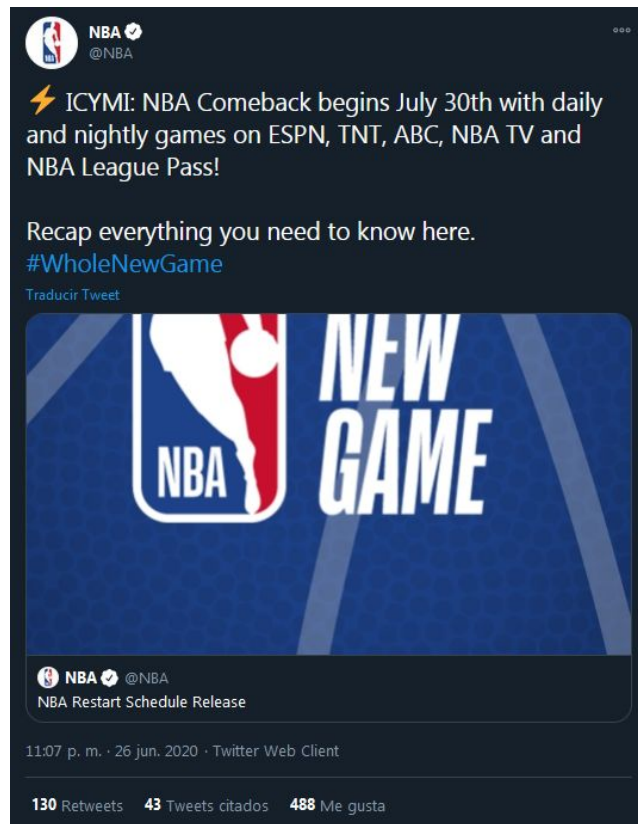 NBA
@NBA
⚡ ICYMI: NBA Comeback begins July 30th with daily
and nightly games on ESPN, TNT, ABC, NBA TV and
NBA League Pass!
Recap everything you need to know here.
#WholeNewGame
Traducir Tweet
NEW
GAME
NBA
NBA @NBA
NBA Restart Schedule Release
11:07 p. m. · 26 jun. 2020 · Twitter Web Client
130 Retweets 43 Tweets citados 488 Me gusta